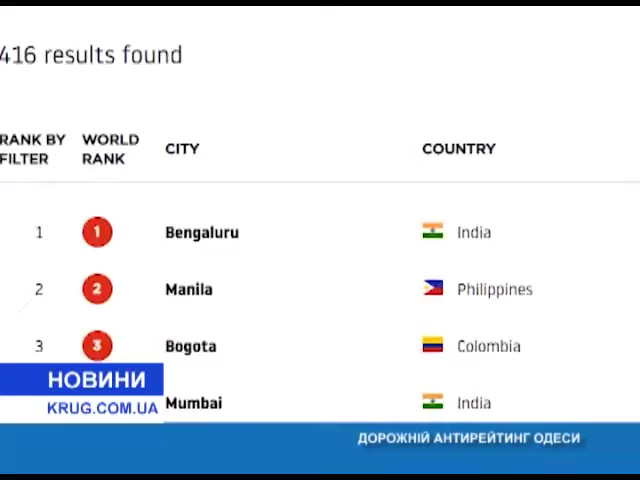 416 results found
RANK BY FILTER WORLD RANK CITY COUNTRY
1 1 Bengaluru India
2 2 Manila Philippines
3 3 Bogota Colombia
НОВИНИ
KRUG.COM.UA Mumbai India
ДОРОЖНІЙ АНТИРЕЙТИНГ ОДЕСИ